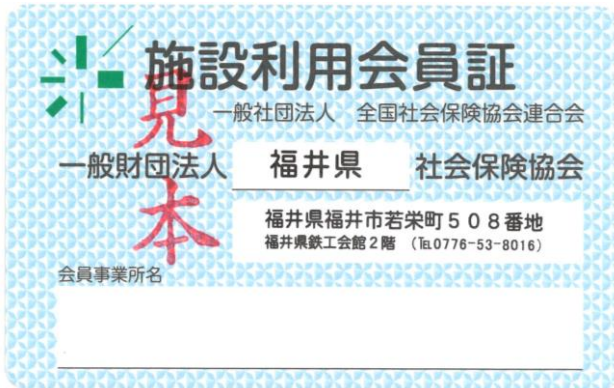 施設利用会員証
一般社団法人 全国社会保険協会連合会
一般財団法人 福井県 社会保険協会
福井県福井市若栄町508番地
福井県鉄工会館2階 (℡0776-53-8016)
会員事業所名
見本